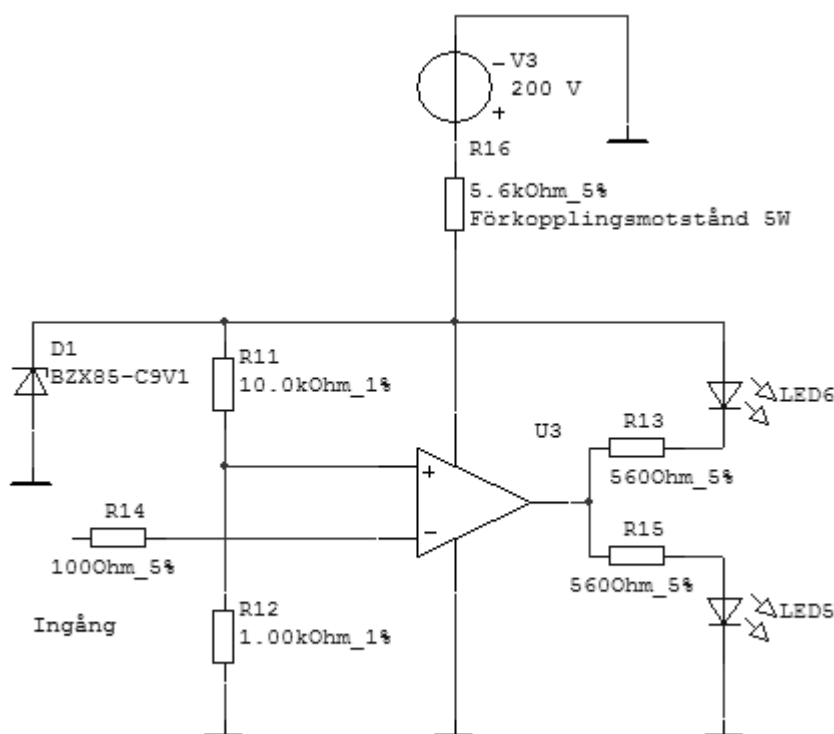 V3
200 V
R16
5.6kOhm_5%
Förkopplingsmotstånd 5W
D1
BZX85-C9V1
R11
10.0kOhm_1%
LED6
R13
560Ohm_5%
U3
R14
100Ohm_5%
R15
560Ohm_5%
Ingång
R12
1.00kOhm_1%
LED5